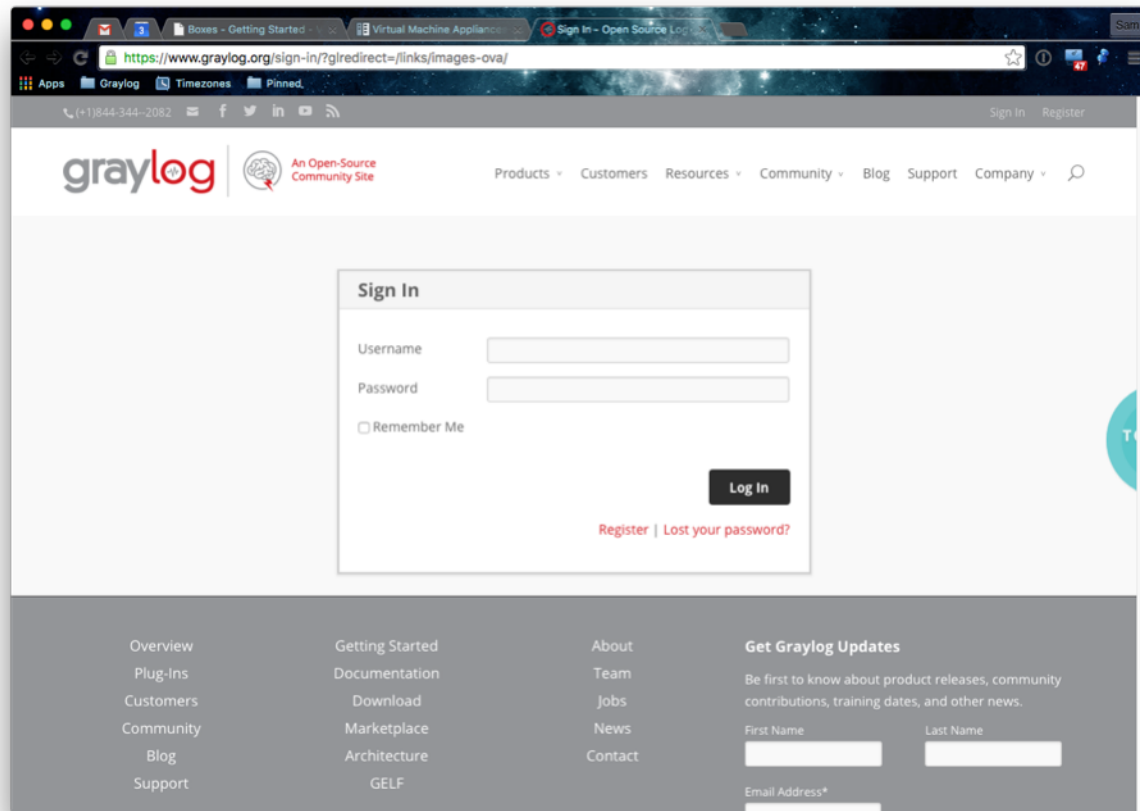 3
Boxes - Getting Started - V
Virtual Machine Appliance
Sign In – Open Source Log
Sam
https://www.graylog.org/sign-in/?glredirect=/links/images-ova/
47
Apps
Graylog
Timezones
Pinned.
(+1)844-344--2082
Sign In
Register
graylog
An Open-Source
Community Site
Products
Customers
Resources
Community
Blog
Support
Company
Sign In
Username
Password
Remember Me
Log In
Register | Lost your password?
Overview
Plug-Ins
Customers
Community
Blog
Support
Getting Started
Documentation
Download
Marketplace
Architecture
GELF
About
Team
Jobs
News
Contact
Get Graylog Updates
Be first to know about product releases, community
contributions, training dates, and other news.
First Name
Last Name
Email Address*